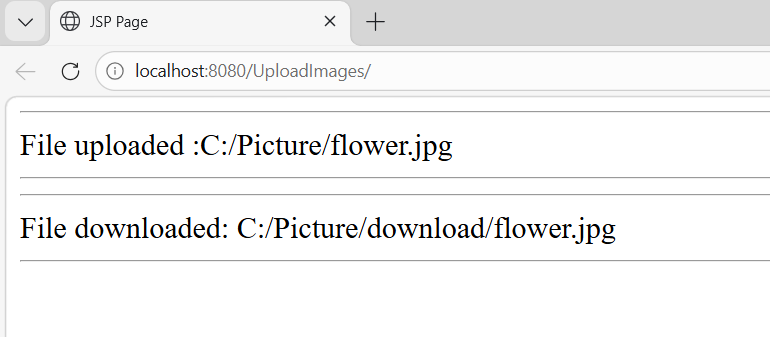 JSP Page
localhost:8080/UploadImages/
File uploaded :C:/Picture/flower.jpg
File downloaded: C:/Picture/download/flower.jpg